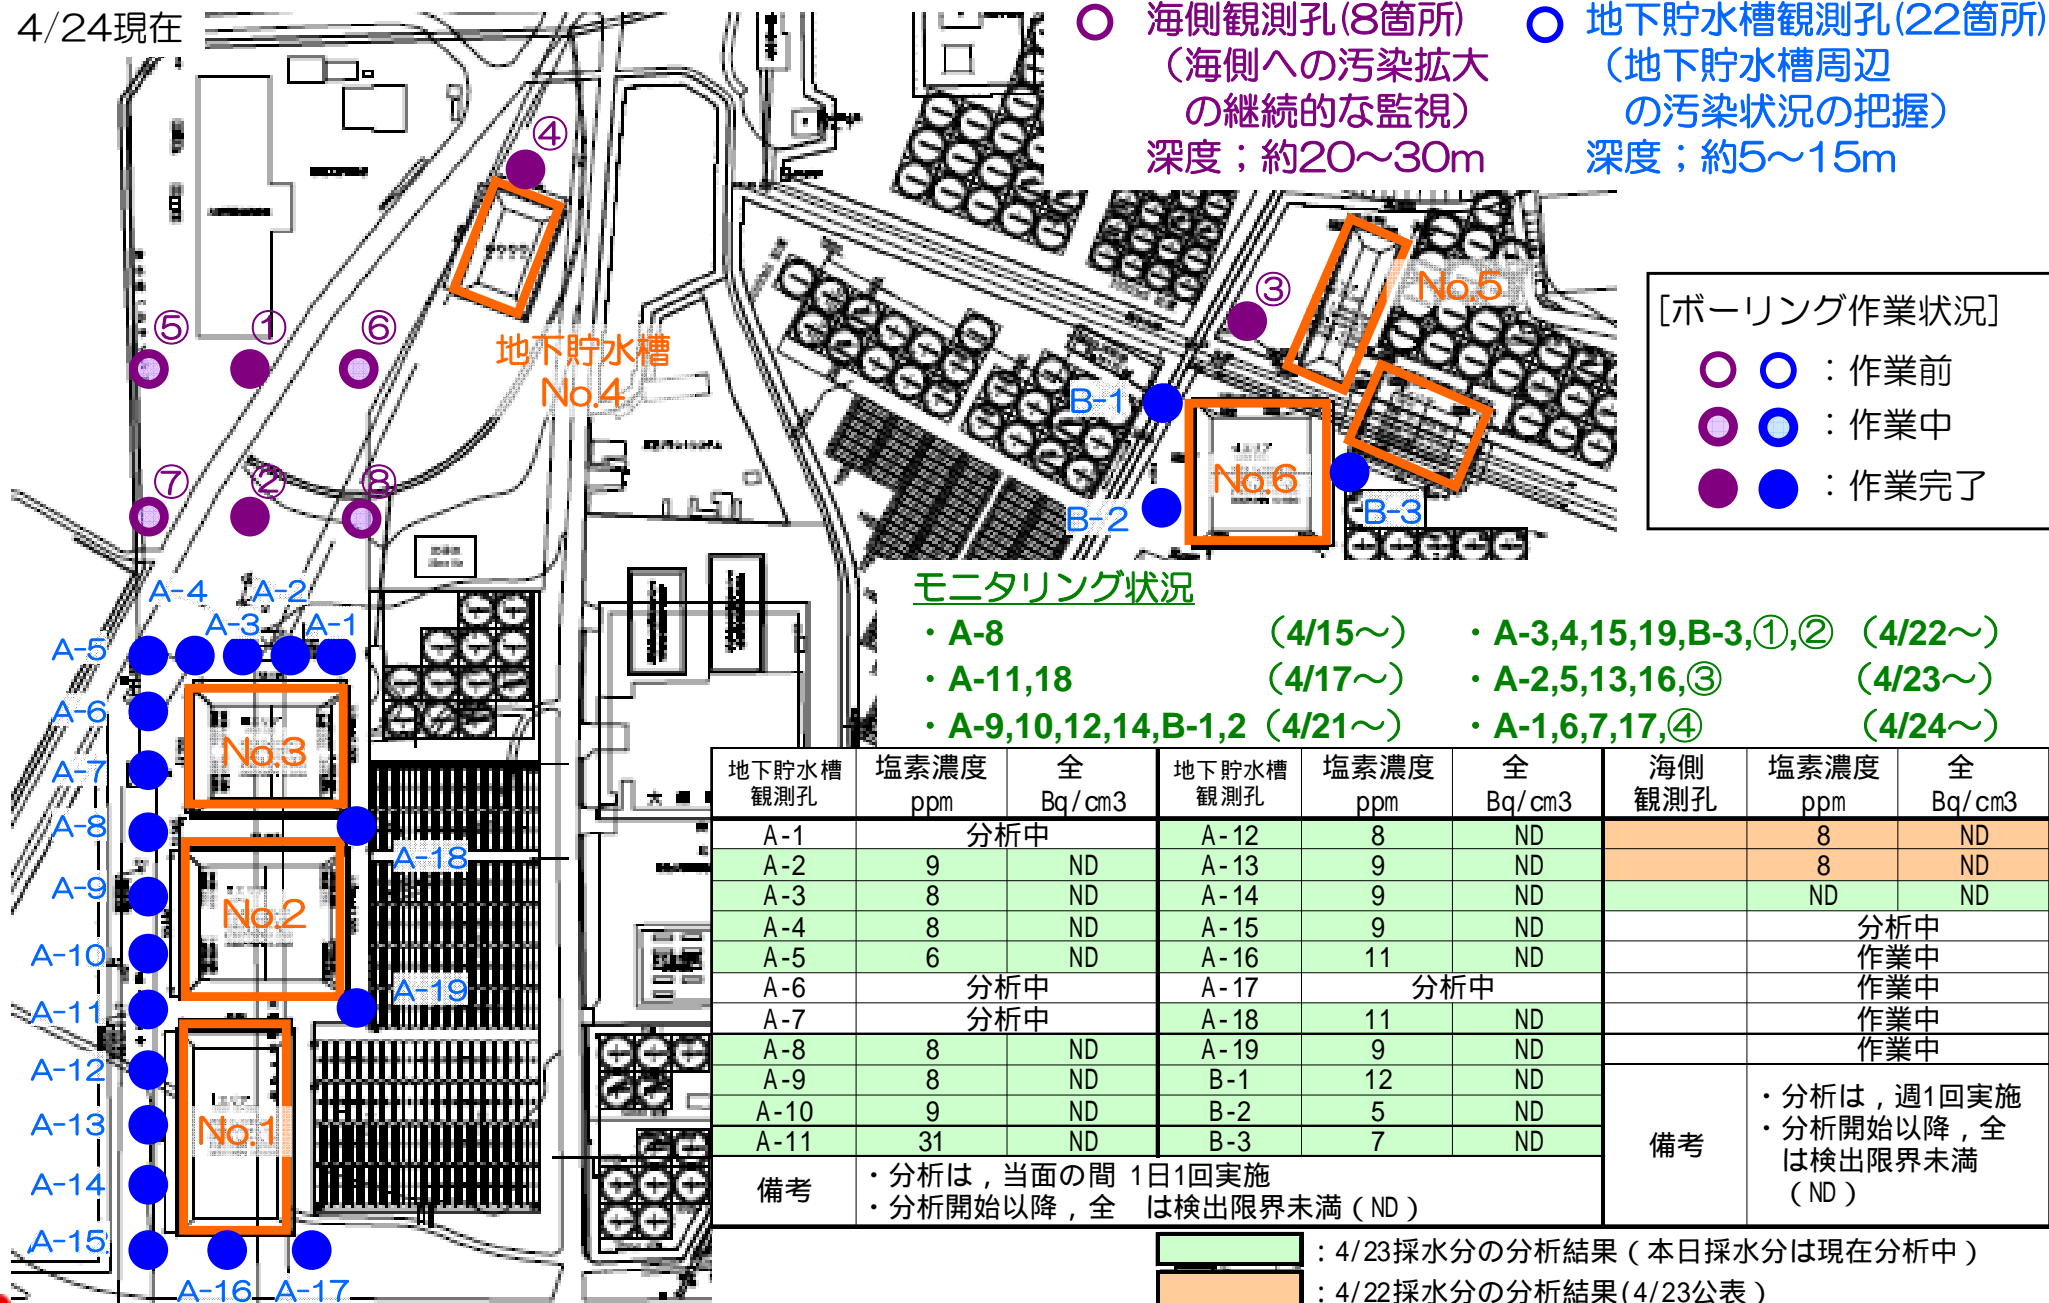 4/24現在
海側観測孔(8箇所)
(海側への汚染拡大
の継続的な監視)
深度；約20～30m
地下貯水槽観測孔(22箇所)
(地下貯水槽周辺
の汚染状況の把握)
深度；約5～15m
④
③
No.5
⑤ ① ⑥
地下貯水槽
No.4
B-1
No.6
B-2
B-3
⑦ ② ⑧
[ボーリング作業状況]
：作業前
：作業中
：作業完了
A-4 A-2
A-3 A-1
A-5
A-6
No.3
A-7
A-8
A-18
A-9
No.2
A-10
A-19
A-11
A-12
No.1
A-13
A-14
A-15
A-16 A-17
モニタリング状況
・A-8 (4/15～)
・A-11,18 (4/17～)
・A-9,10,12,14,B-1,2 (4/21～)
・A-3,4,15,19,B-3,①,② (4/22～)
・A-2,5,13,16,③ (4/23～)
・A-1,6,7,17,④ (4/24～)
地下貯水槽 塩素濃度 全 地下貯水槽 塩素濃度 全 海側 塩素濃度 全
観測孔 ppm Bq/cm3 観測孔 ppm Bq/cm3 観測孔 ppm Bq/cm3
A-1 分析中 A-12 8 ND 8 ND
A-2 9 ND A-13 9 ND 8 ND
A-3 8 ND A-14 9 ND ND ND
A-4 8 ND A-15 9 ND 分析中
A-5 6 ND A-16 11 ND 作業中
A-6 分析中 A-17 分析中 作業中
A-7 分析中 A-18 11 ND 作業中
A-8 8 ND A-19 9 ND 作業中
A-9 8 ND B-1 12 ND
A-10 9 ND B-2 5 ND
A-11 31 ND B-3 7 ND
備考
・分析は，当面の間 1日1回実施
・分析開始以降，全 は検出限界未満(ND)
備考
・分析は，週1回実施
・分析開始以降，全
は検出限界未満
(ND)
：4/23採水分の分析結果(本日採水分は現在分析中)
：4/22採水分の分析結果(4/23公表)